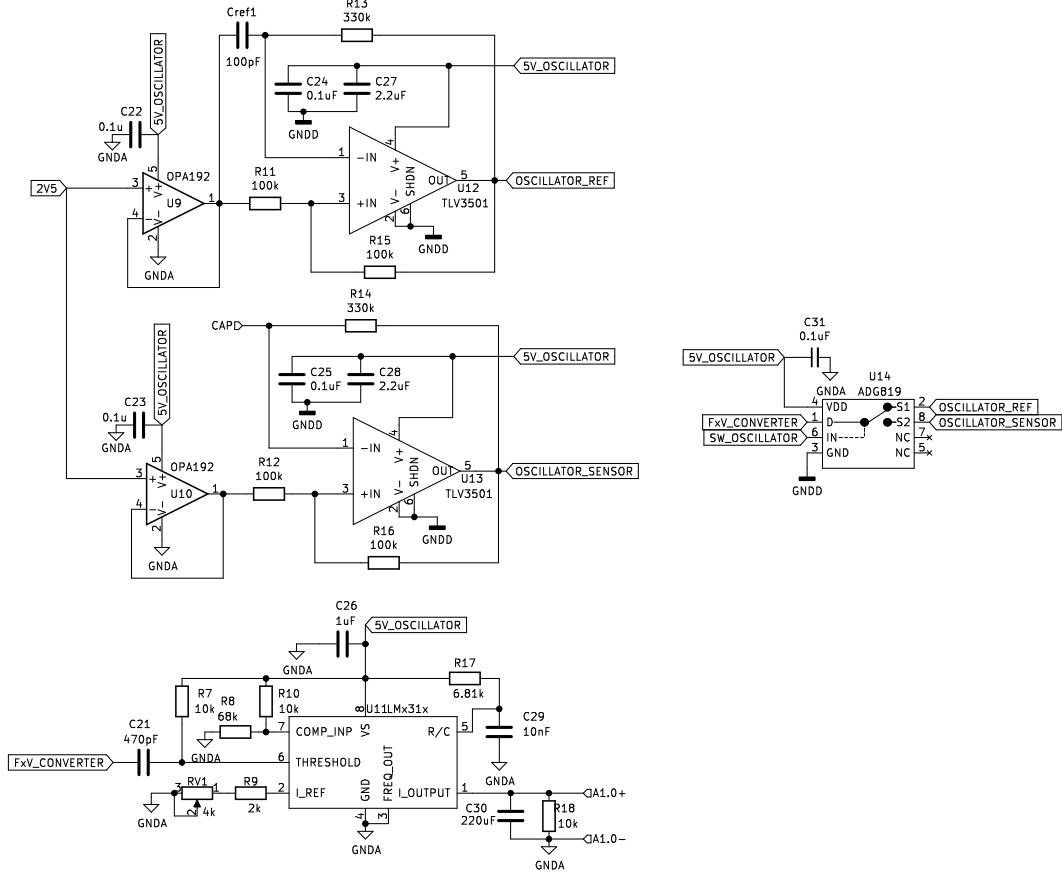 Cref1
100pF
R13
330k
5V_OSCILLATOR
C24
0.1uF
C27
2.2uF
GNDD
5V_OSCILLATOR
C22
0.1u
GNDA
2V5
OPA192
U9
3
4
5
2
1
+
-
V+
V-
GNDA
R11
100k
1
3
-IN
+IN
V+
V-
SHDN
OUT
4
2
6
5
U12
TLV3501
GNDD
OSCILLATOR_REF
R15
100k
R14
330k
CAP
5V_OSCILLATOR
C25
0.1uF
C28
2.2uF
GNDD
5V_OSCILLATOR
C23
0.1u
GNDA
OPA192
U10
3
4
5
2
1
+
-
V+
V-
GNDA
R12
100k
1
3
-IN
+IN
V+
V-
SHDN
OUT
4
2
6
5
U13
TLV3501
GNDD
OSCILLATOR_SENSOR
R16
100k
C31
0.1uF
5V_OSCILLATOR
GNDA
U14
ADG819
4 VDD S1 2 OSCILLATOR_REF
FxV_CONVERTER 1 D S2 8 OSCILLATOR_SENSOR
SW_OSCILLATOR 6 IN NC 7
3 GND NC 5
GNDD
C26
1uF
5V_OSCILLATOR
GNDA
R17
6.81k
R7
10k
R8
68k
R10
10k
U11LMx31x
GNDA
C21
470pF
FxV_CONVERTER
7 COMP_INP
6 THRESHOLD
2 I_REF
8 VS
R/C 5
I_OUTPUT 1
GND 4
FREQ_OUT 3
C29
10nF
GNDA
RV1
3
1
2
4k
R9
2k
GNDA
GNDA
C30
220uF
R18
10k
A1.0+
A1.0-
GNDA